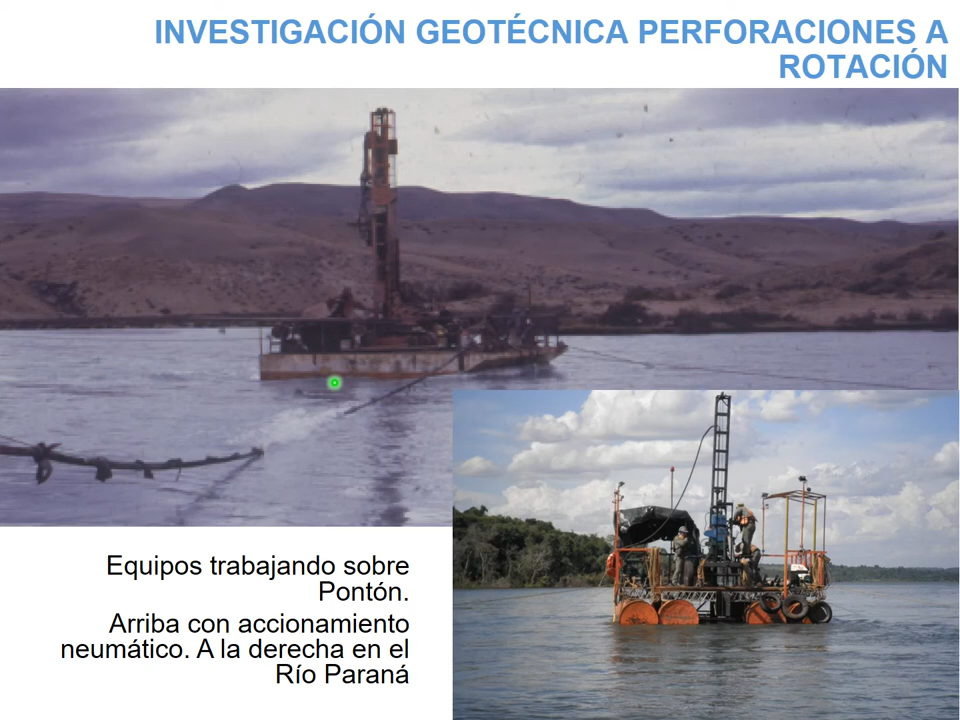 INVESTIGACIÓN GEOTÉCNICA PERFORACIONES A
ROTACIÓN
Equipos trabajando sobre
Pontón.
Arriba con accionamiento
neumático. A la derecha en el
Río Paraná